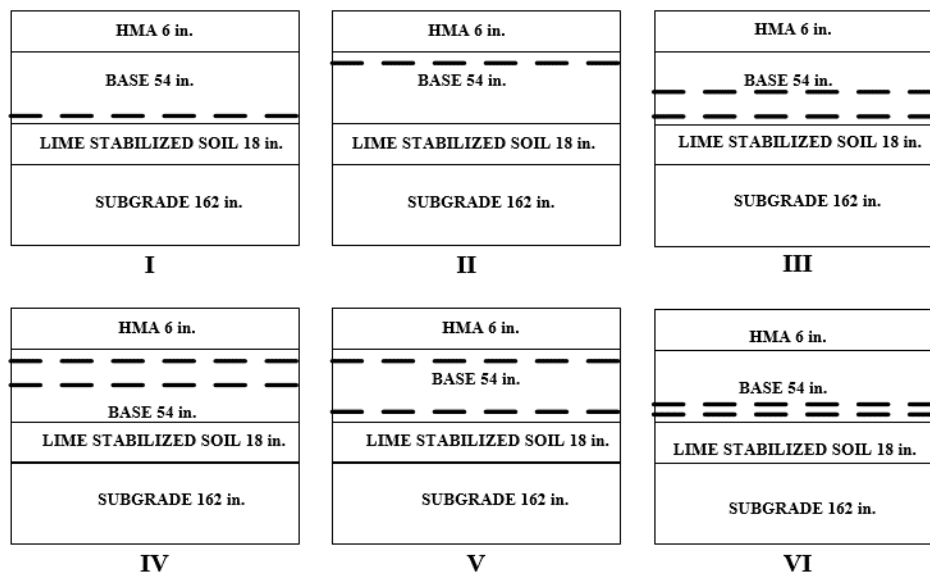 HMA 6 in.
BASE 54 in.
LIME STABILIZED SOIL 18 in.
SUBGRADE 162 in.
I
HMA 6 in.
BASE 54 in.
LIME STABILIZED SOIL 18 in.
SUBGRADE 162 in.
II
HMA 6 in.
BASE 54 in.
LIME STABILIZED SOIL 18 in.
SUBGRADE 162 in.
III
HMA 6 in.
BASE 54 in.
LIME STABILIZED SOIL 18 in.
SUBGRADE 162 in.
IV
HMA 6 in.
BASE 54 in.
LIME STABILIZED SOIL 18 in.
SUBGRADE 162 in.
V
HMA 6 in.
BASE 54 in.
LIME STABILIZED SOIL 18 in.
SUBGRADE 162 in.
VI